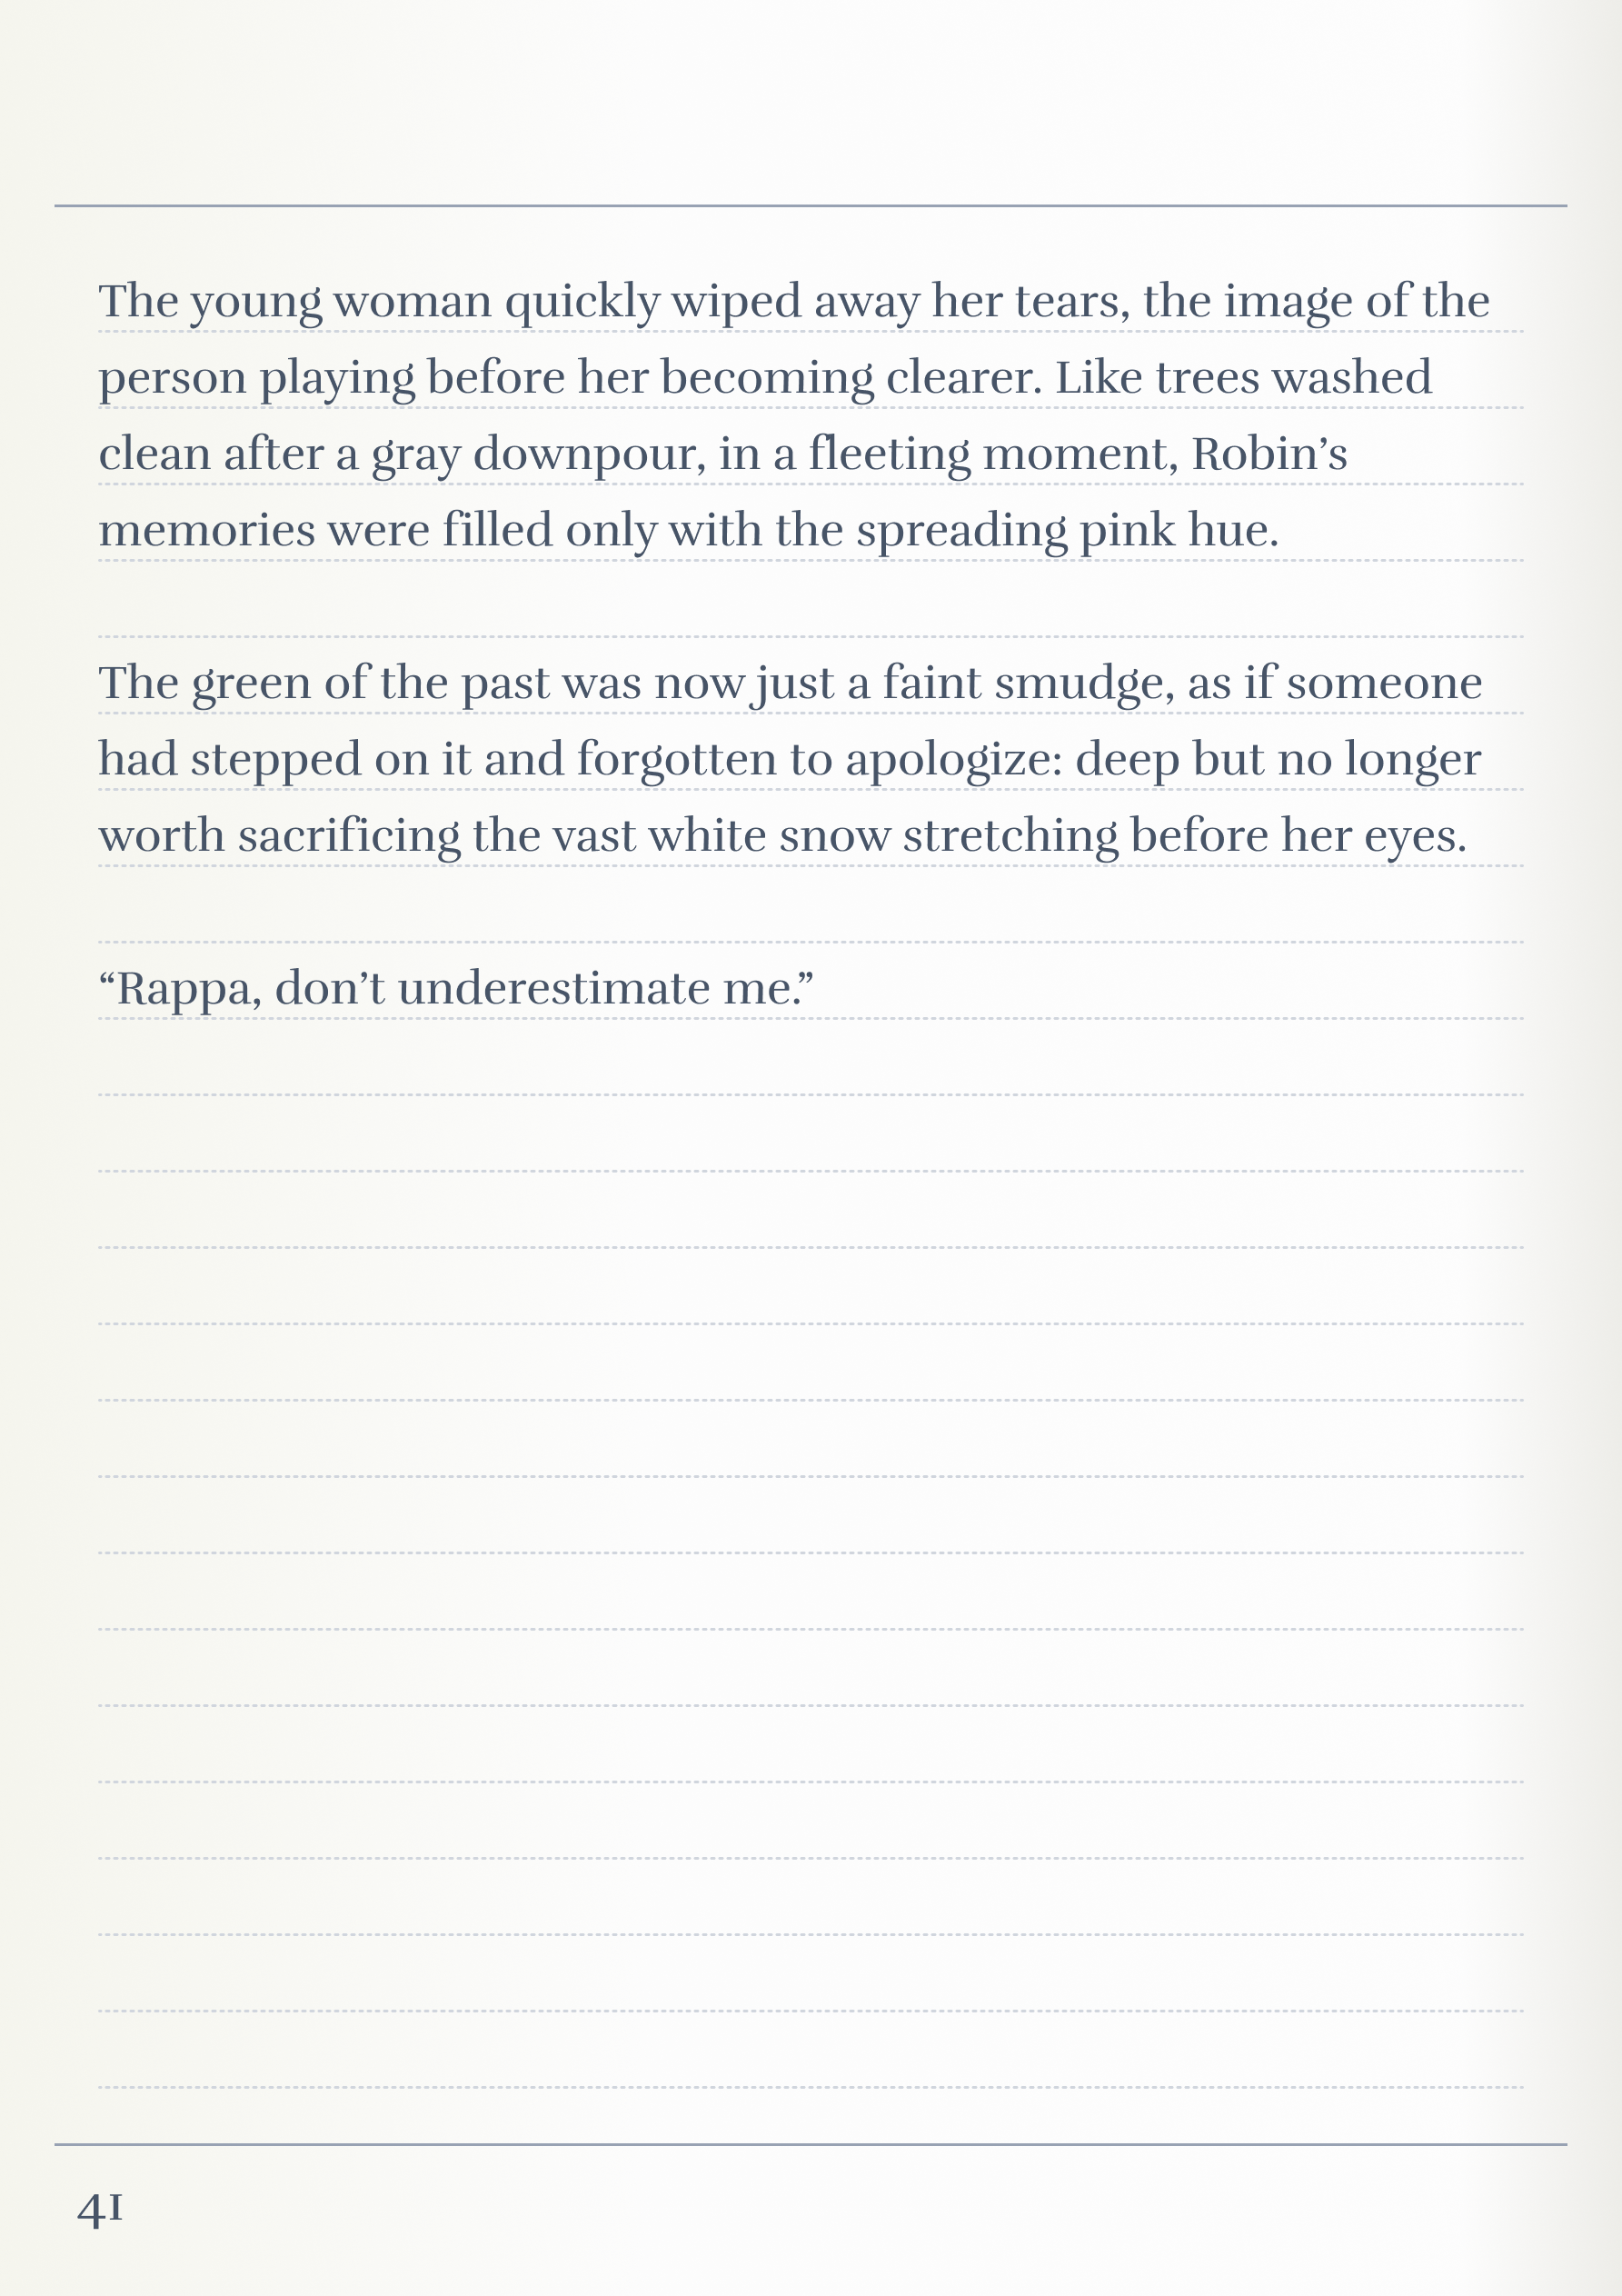 The young woman quickly wiped away her tears, the image of the
person playing before her becoming clearer. Like trees washed
clean after a gray downpour, in a fleeting moment, Robin’s
memories were filled only with the spreading pink hue.
The green of the past was now just a faint smudge, as if someone
had stepped on it and forgotten to apologize: deep but no longer
worth sacrificing the vast white snow stretching before her eyes.
“Rappa, don’t underestimate me.”
41